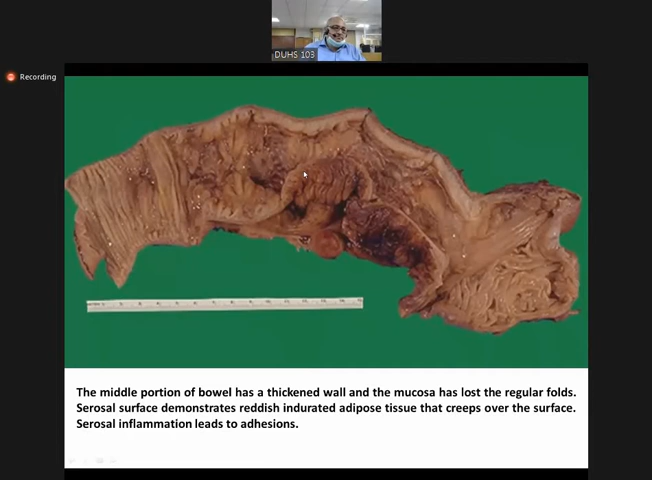 DUHS 103
Recording
The middle portion of bowel has a thickened wall and the mucosa has lost the regular folds.
Serosal surface demonstrates reddish indurated adipose tissue that creeps over the surface.
Serosal inflammation leads to adhesions.